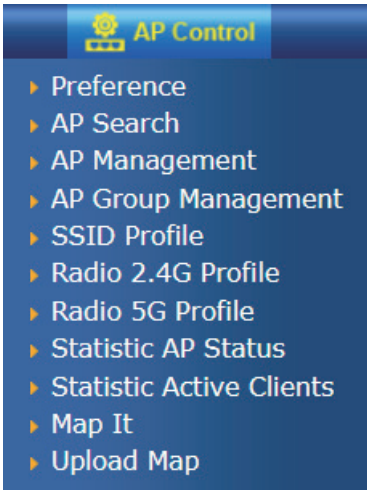 AP Control
Preference
AP Search
AP Management
AP Group Management
SSID Profile
Radio 2.4G Profile
Radio 5G Profile
Statistic AP Status
Statistic Active Clients
Map It
Upload Map